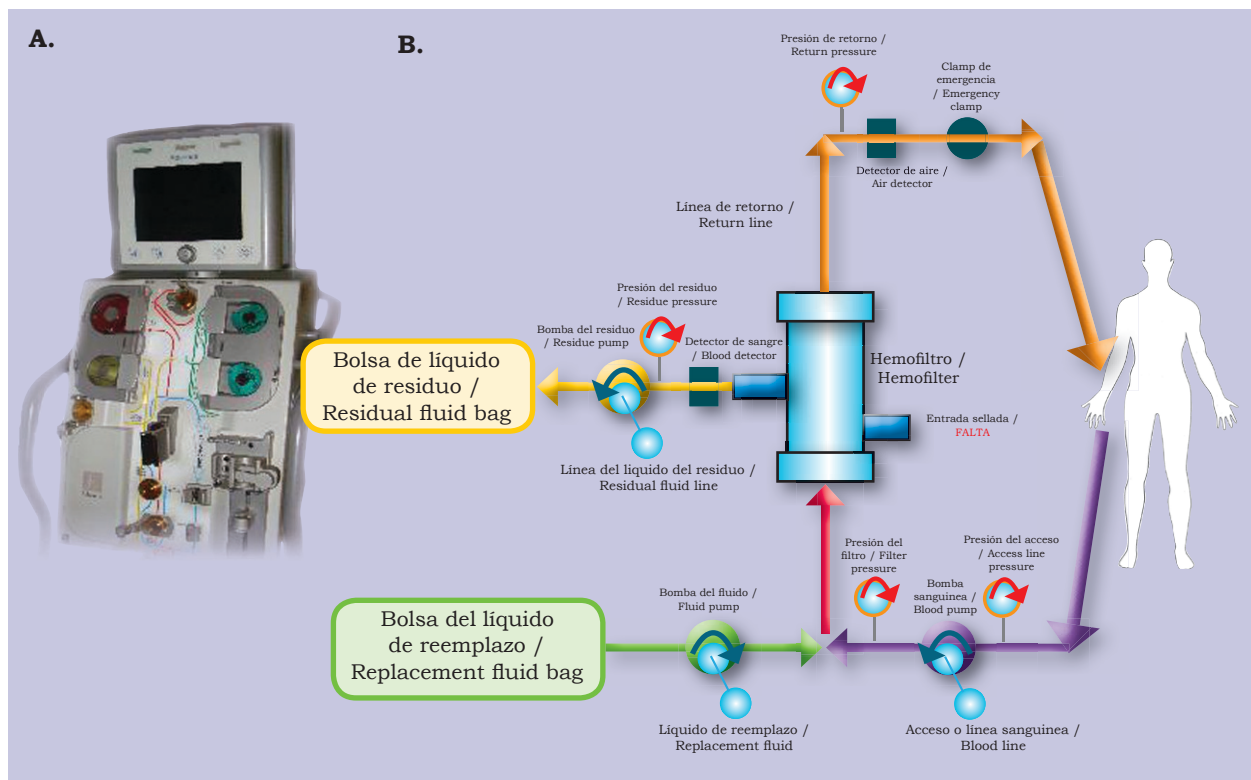 A.
B.
Presión de retorno /
Return pressure
Clamp de
emergencia
/ Emergency
clamp
Detector de aire /
Air detector
Línea de retorno /
Return line
Presión del residuo
/ Residue pressure
Bomba del residuo
/ Residue pump
Detector de sangre
/ Blood detector
Bolsa de líquido
de residuo /
Residual fluid bag
Hemofiltro /
Hemofilter
Entrada sellada /
FALTA
Línea del líquido del residuo /
Residual fluid line
Presión del
filtro / Filter
pressure
Presión del acceso
/ Access line
pressure
Bomba
sanguinea /
Blood pump
Bomba del fluido /
Fluid pump
Bolsa del líquido
de reemplazo /
Replacement fluid bag
Líquido de reemplazo /
Replacement fluid
Acceso o línea sanguinea /
Blood line